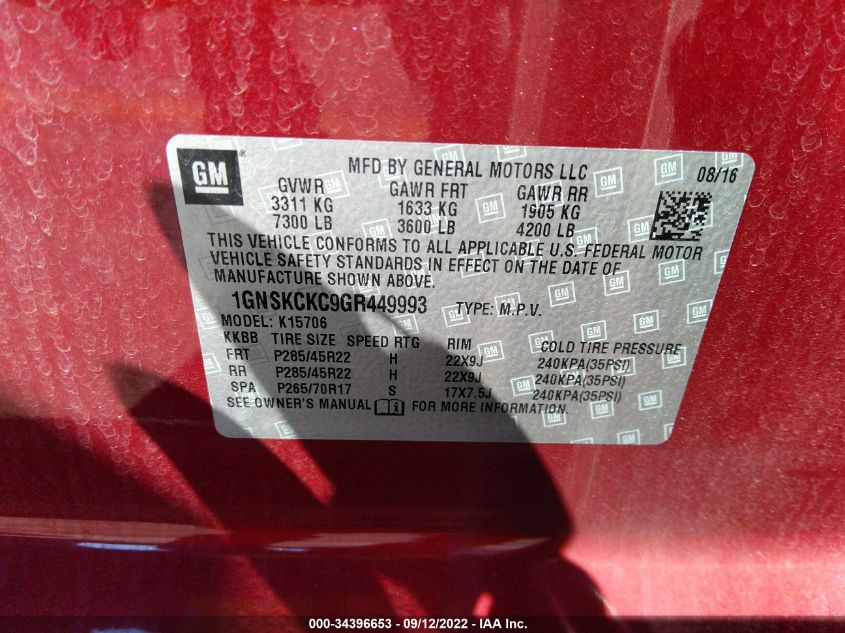 GM
MFD BY GENERAL MOTORS LLC
08/16
GVWR GAWR FRT GAWR RR
3311 KG 1633 KG 1905 KG
7300 LB 3600 LB 4200 LB
THIS VEHICLE CONFORMS TO ALL APPLICABLE U.S. FEDERAL MOTOR
VEHICLE SAFETY STANDARDS IN EFFECT ON THE DATE OF
MANUFACTURE SHOWN ABOVE.
1GNSKCKC9GR449993 TYPE: M.P.V.
MODEL: K15706
KKBB TIRE SIZE SPEED RTG RIM COLD TIRE PRESSURE
FRT P285/45R22 H 22X9J 240KPA(35PSI)
RR P285/45R22 H 22X9J 240KPA(35PSI)
SPA P265/70R17 S 17X7.5J 240KPA(35PSI)
SEE OWNER'S MANUAL FOR MORE INFORMATION.
000-34396653 - 09/12/2022 - IAA Inc.